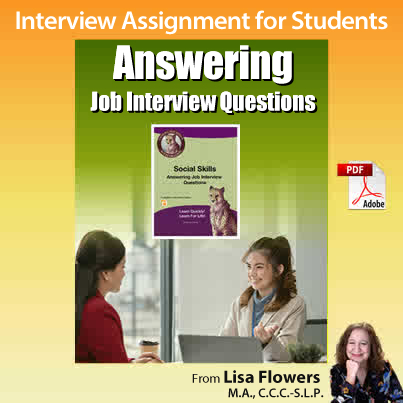 Interview Assignment for Students
Answering
Job Interview Questions
Social Skills
Answering Job Interview
Questions
Learn Quickly!
Learn For Life!
PDF
Adobe
From Lisa Flowers
M.A., C.C.C.-S.L.P.